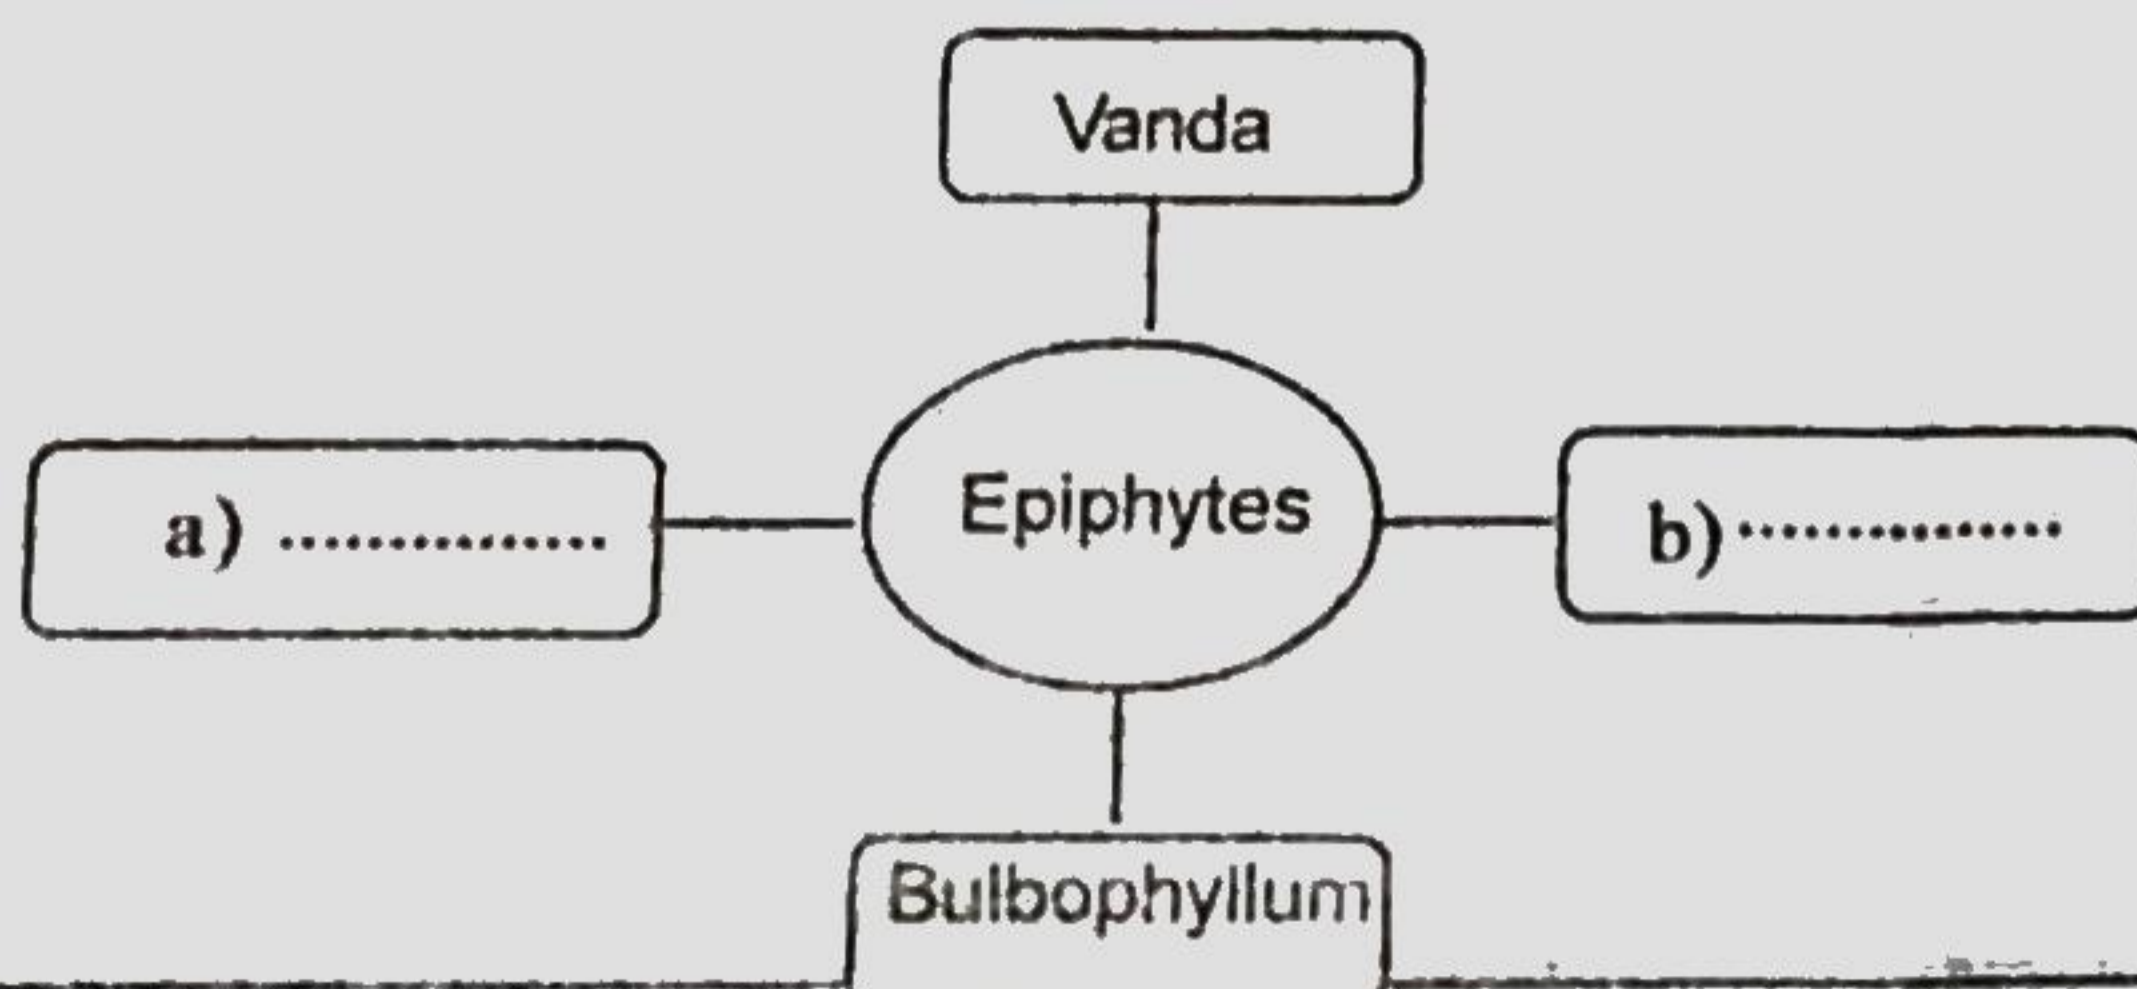 Vanda
a) ...............
Epiphytes
b)...............
Bulbophyllum